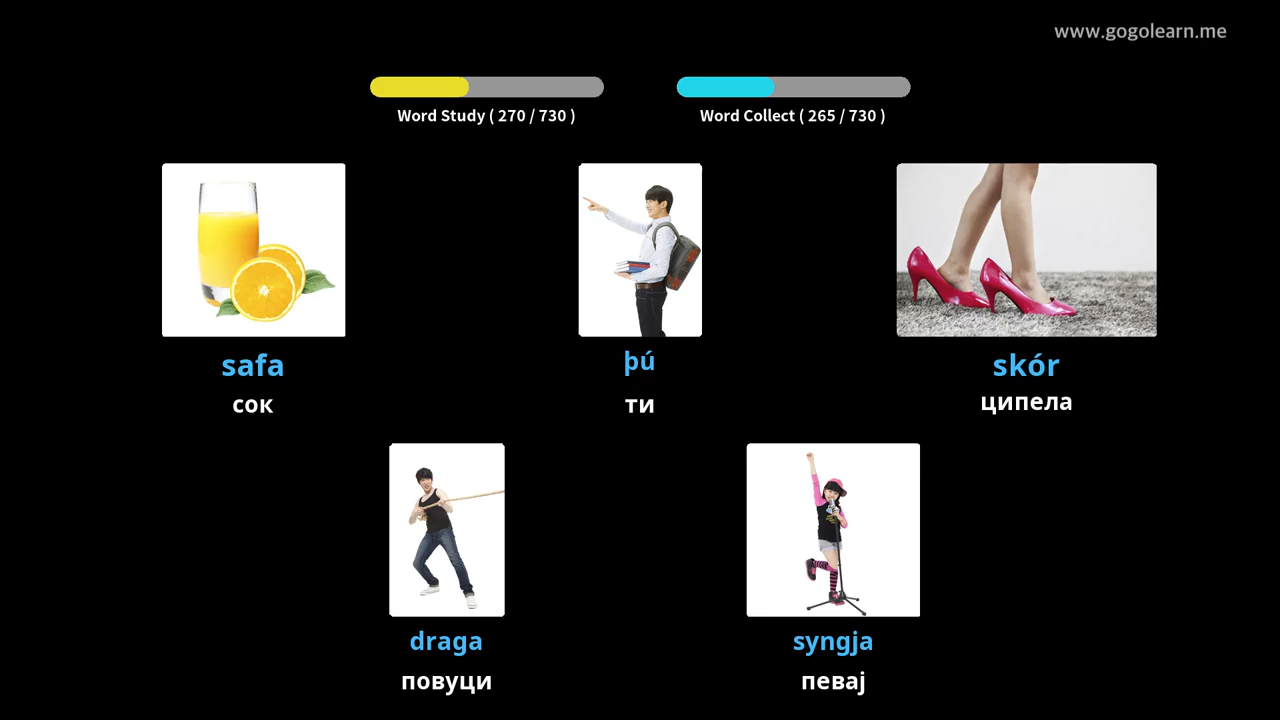 www.gogolearn.me
Word Study ( 270 / 730 )
Word Collect ( 265 / 730 )
safa
сок
þú
ти
skór
ципела
draga
повуци
syngja
певај